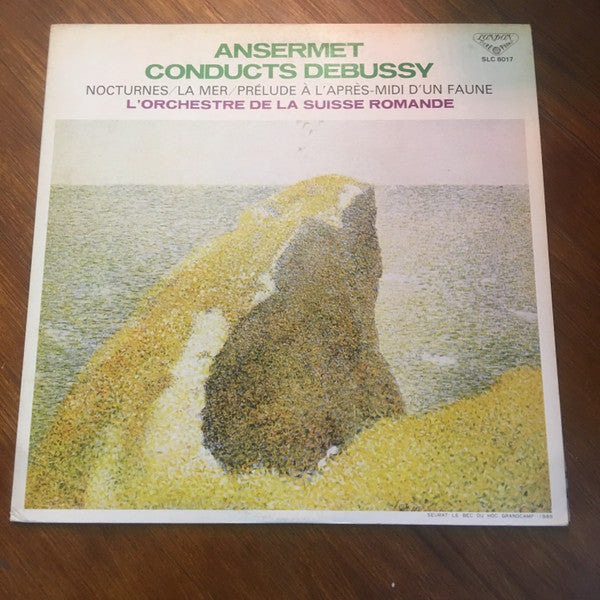 LONDON
SLC 8017
ANSERMET
CONDUCTS DEBUSSY
NOCTURNES/LA MER/PRÉLUDE À L'APRÈS-MIDI D'UN FAUNE
L'ORCHESTRE DE LA SUISSE ROMANDE
SEURAT: LE BEC DU HOC GRANDCAMP